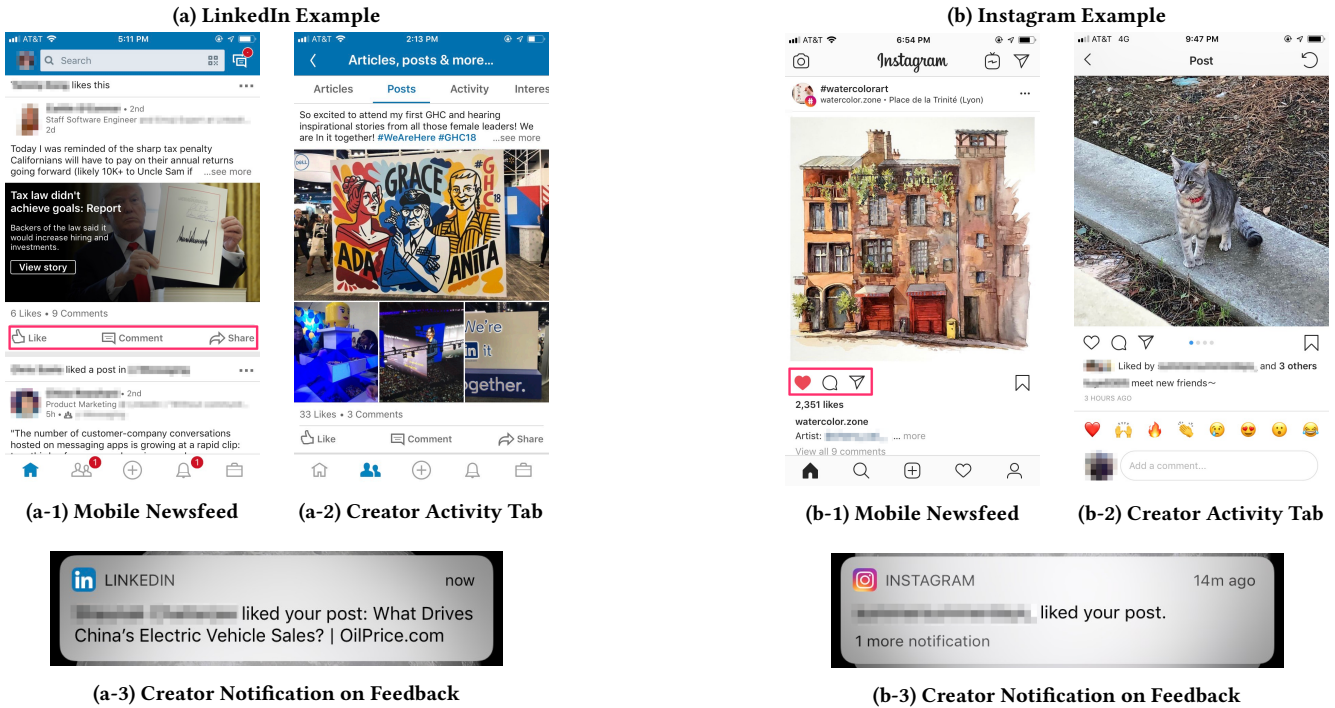 (a) LinkedIn Example
AT&T 5:11 PM
Search
likes this
• 2nd
Staff Software Engineer
2d
Today I was reminded of the sharp tax penalty
Californians will have to pay on their annual returns
going forward (likely 10K+ to Uncle Sam if ...see more
Tax law didn't
achieve goals: Report
Backers of the law said it
would increase hiring and
investments.
View story
6 Likes • 9 Comments
Like Comment Share
liked a post in
• 2nd
Product Marketing
5h •
"The number of customer-company conversations
hosted on messaging apps is growing at a rapid clip:
1 1
(a-1) Mobile Newsfeed
AT&T 2:13 PM
Articles, posts & more...
Articles Posts Activity Interes
So excited to attend my first GHC and hearing
inspirational stories from all those female leaders! We
are In it together! #WeAreHere #GHC18 ...see more
DELL
GRACE
#GHC
18
ADA
ANITA
We're
in it
ogether.
33 Likes • 3 Comments
Like Comment Share
(a-2) Creator Activity Tab
in LINKEDIN now
liked your post: What Drives
China's Electric Vehicle Sales? | OilPrice.com
(a-3) Creator Notification on Feedback
(b) Instagram Example
AT&T 6:54 PM
Instagram
#watercolorart
watercolor.zone • Place de la Trinité (Lyon)
2,351 likes
watercolor.zone
Artist: ... more
View all 9 comments
(b-1) Mobile Newsfeed
AT&T 4G 9:47 PM
Post
Liked by and 3 others
meet new friends~
3 HOURS AGO
Add a comment...
(b-2) Creator Activity Tab
INSTAGRAM 14m ago
liked your post.
1 more notification
(b-3) Creator Notification on Feedback